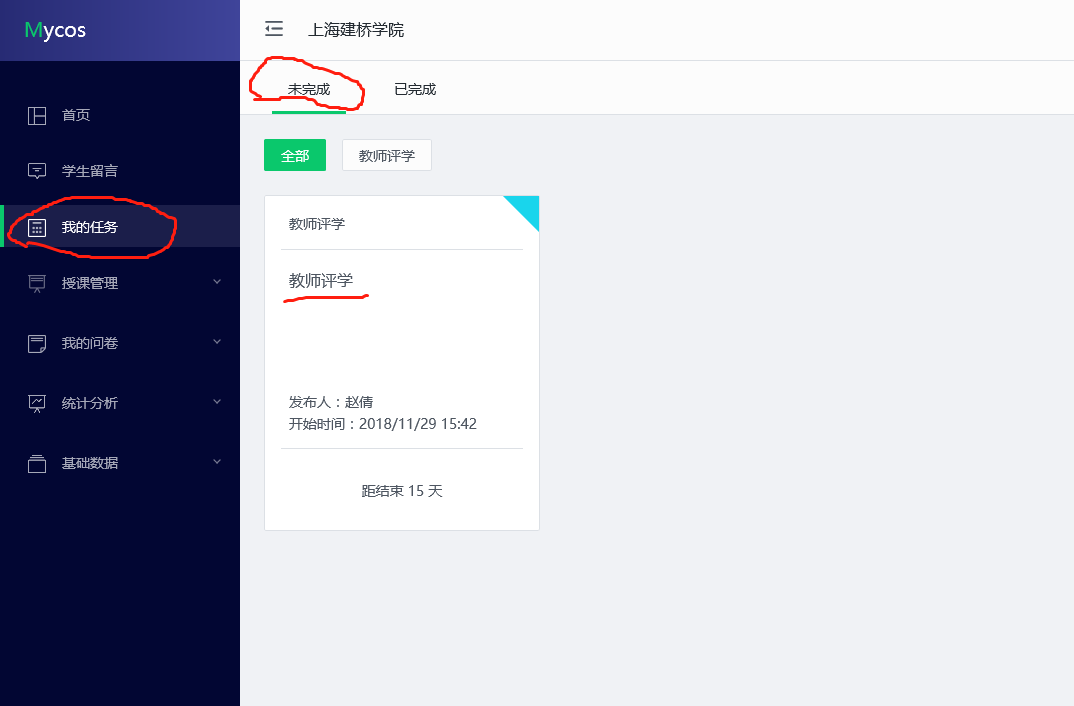 Mycos
上海建桥学院
未完成
已完成
首页
学生留言
我的任务
授课管理
我的问卷
统计分析
基础数据
全部
教师评学
教师评学
教师评学
发布人：赵倩
开始时间：2018/11/29 15:42
距结束 15 天